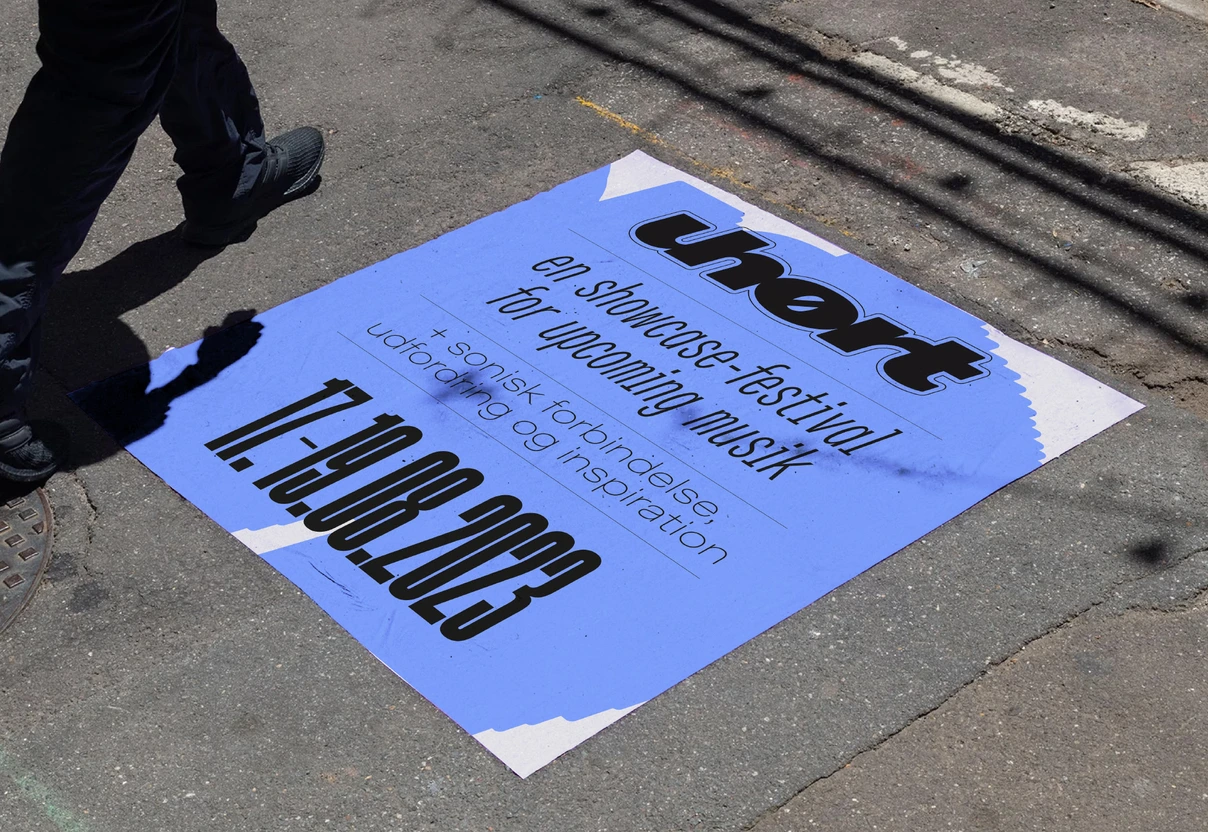 uhørt
en showcase-festival
for upcoming musik
+ sonisk forbindelse,
udfordring og inspiration
17.-19.08.2023